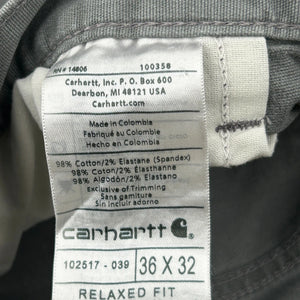 RN# 14806 100358
Carhartt, Inc. P.O. Box 600
Dearbon, MI 48121 USA
Carhartt.com
Made in Colombia
Fabriqué au Colombie
Hecho en Colombia
98% Cotton/2% Elastane (Spandex)
98% Coton/2% Élasthanne
98% Algodón/2% Elastano
Exclusive of Trimming
Sans garniture
Sin incluir adorno
carhartt
102517 - 039
36 X 32
RELAXED FIT